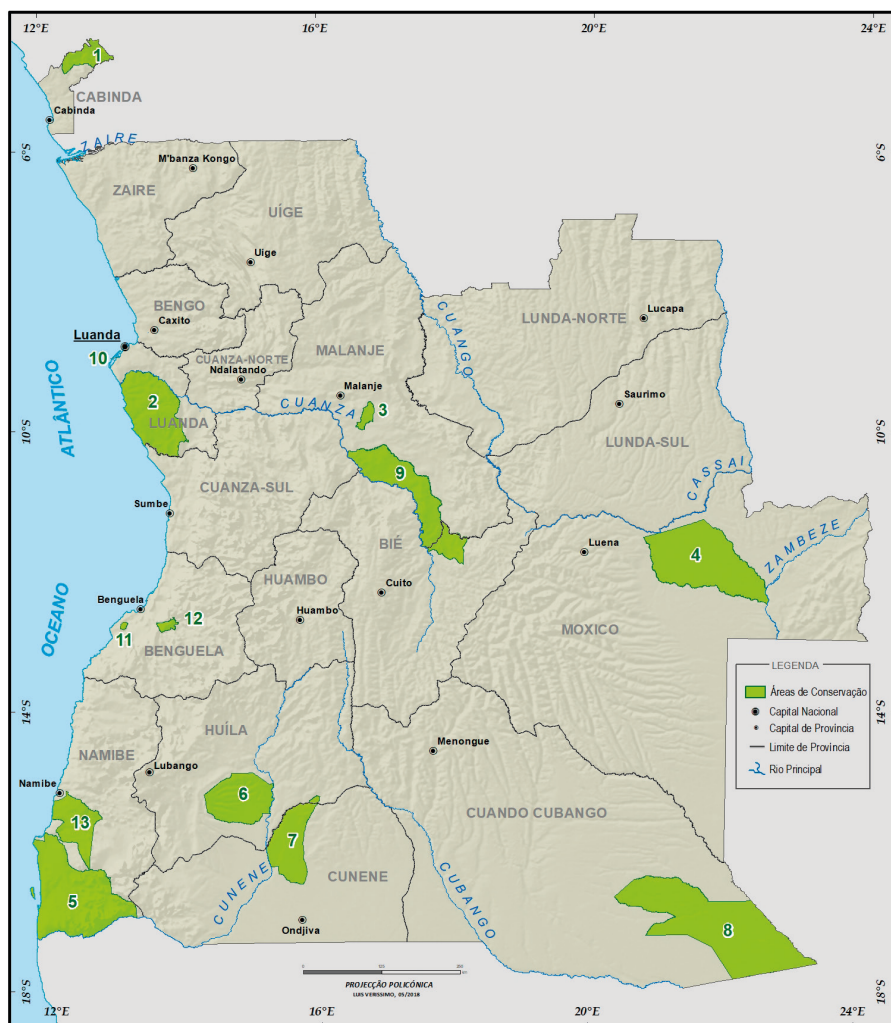 12°E 16°E 20°E 24°E
1
CABINDA
Cabinda
ZAIRE
6°S 6°S
M'banza Kongo
ZAIRE
UÍGE
Uige
CUANGO
BENGO
Caxito
LUNDA-NORTE
Lucapa
Luanda
10
CUANZA-NORTE
Ndalatando
MALANJE
Malanje
3
Saurimo
ATLÂNTICO
2
LUANDA
CUANZA
10°S 10°S
LUNDA-SUL
9
CASSAI
CUANZA-SUL
Sumbe
BIÉ
Luena
4
ZAMBEZE
HUAMBO
Cuito
OCEANO
Benguela
11
12
Huambo
BENGUELA
MOXICO
LEGENDA
Áreas de Conservação
Capital Nacional
Capital de Província
Limite de Província
Rio Principal
14°S 14°S
HUÍLA
NAMIBE
Lubango
Menongue
Namibe
13
6
7
CUANDO CUBANGO
CUNENE
CUNENE
CUBANGO
5
Ondjiva
8
0
PROJECÇÃO POLICÓNICA
LUIS VERISSIMO, 05/2018
18°S 18°S
12°E 16°E 20°E 24°E